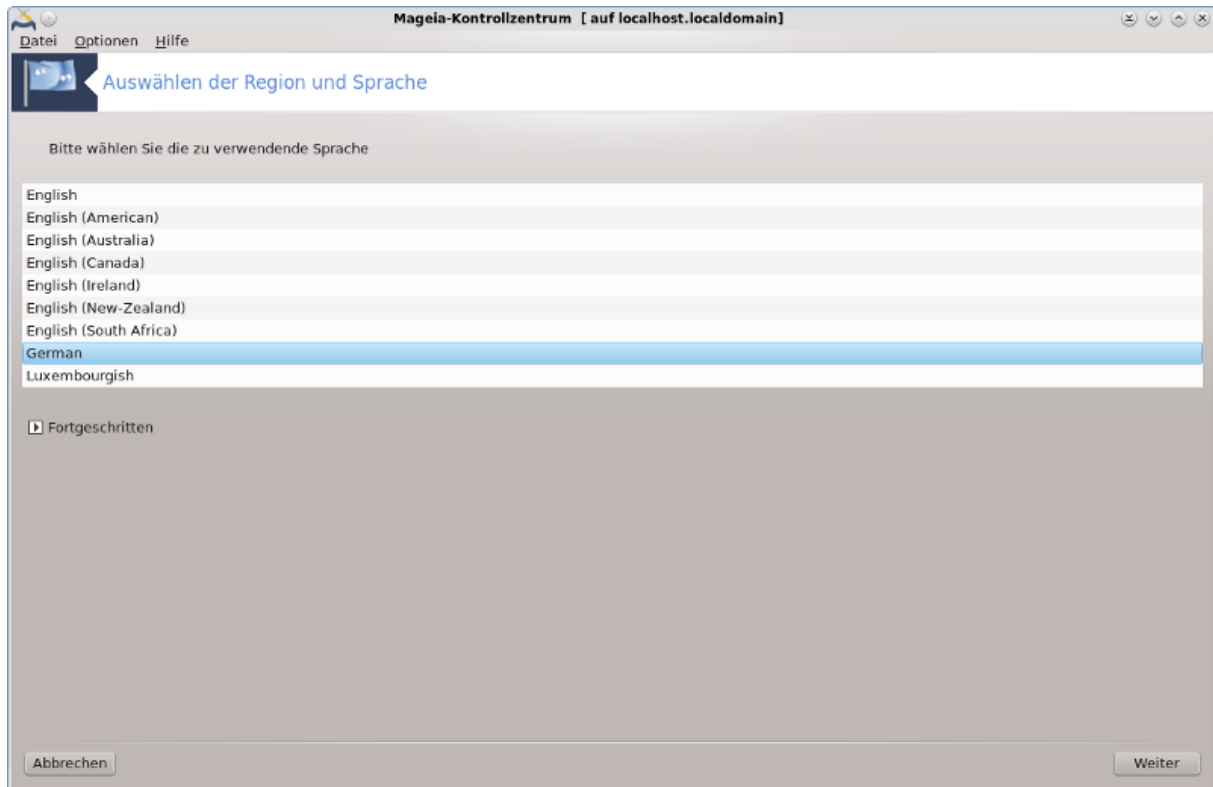 Mageia-Kontrollzentrum [ auf localhost.localdomain]
Datei Optionen Hilfe
Auswählen der Region und Sprache
Bitte wählen Sie die zu verwendende Sprache
English
English (American)
English (Australia)
English (Canada)
English (Ireland)
English (New-Zealand)
English (South Africa)
German
Luxembourgish
Fortgeschritten
Abbrechen Weiter